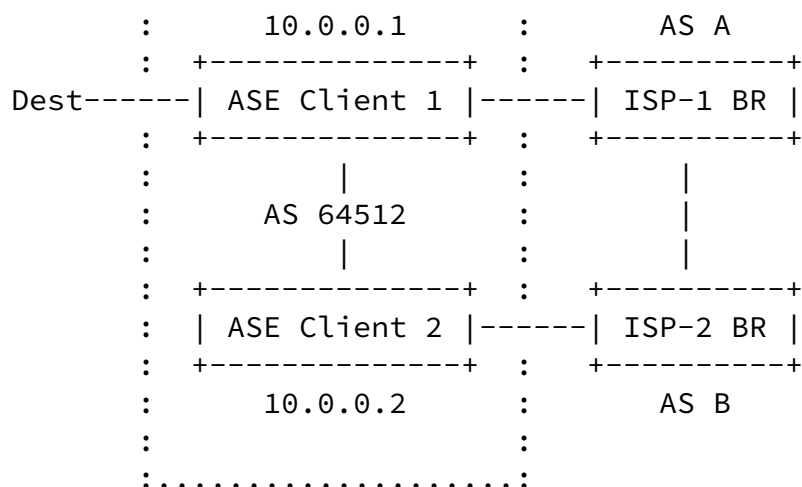 : 10.0.0.1 : AS A
: +--------------+ : +----------+
Dest------| ASE Client 1 |------| ISP-1 BR |
: +--------------+ : +----------+
: | : |
: AS 64512 : |
: | : |
: +--------------+ : +----------+
: | ASE Client 2 |------| ISP-2 BR |
: +--------------+ : +----------+
: 10.0.0.2 : AS B
: :
:.....................: